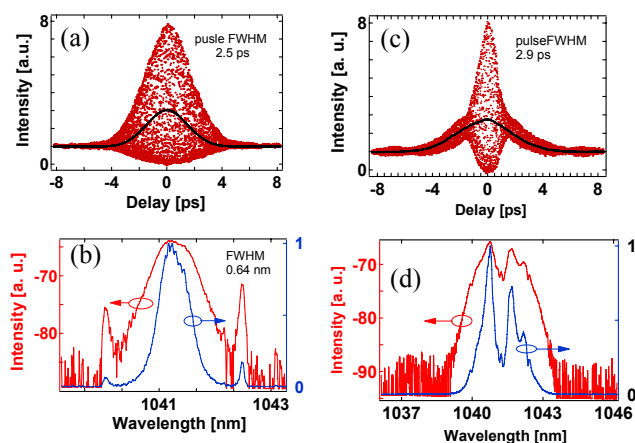 (a)
pusle FWHM
2.5 ps
Intensity [a. u.]
8
0
-8 -4 0 4 8
Delay [ps]
(c)
pulseFWHM
2.9 ps
Intensity [a. u.]
8
0
-8 -4 0 4 8
Delay [ps]
(b)
FWHM
0.64 nm
Intensity [a. u.]
-70
-80
1
0
1041 1043
Wavelength [nm]
(d)
Intensity [a. u.]
-70
-80
-90
1
0
1037 1040 1043 1046
Wavelength [nm]